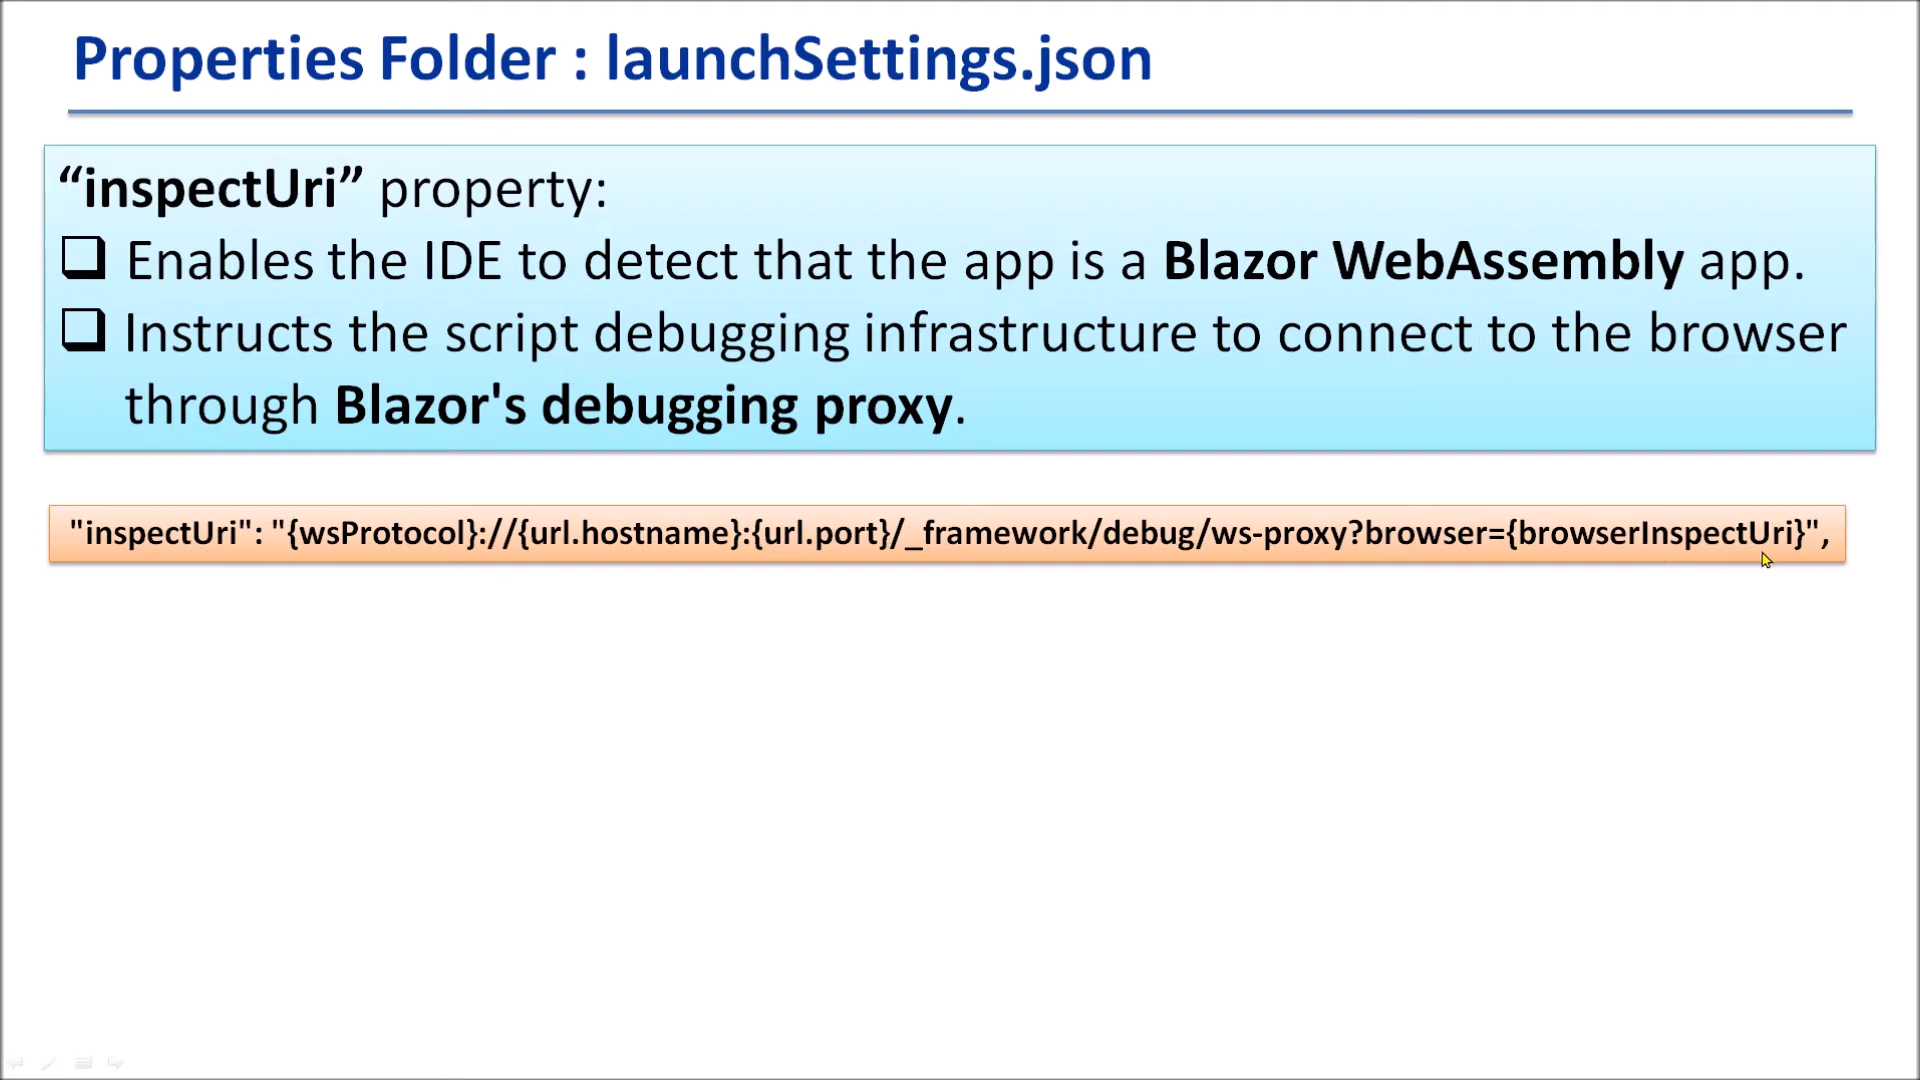 Properties Folder : launchSettings.json
“inspectUri” property:
❑ Enables the IDE to detect that the app is a Blazor WebAssembly app.
❑ Instructs the script debugging infrastructure to connect to the browser
through Blazor's debugging proxy.
"inspectUri": "{wsProtocol}://{url.hostname}:{url.port}/_framework/debug/ws-proxy?browser={browserInspectUri}",